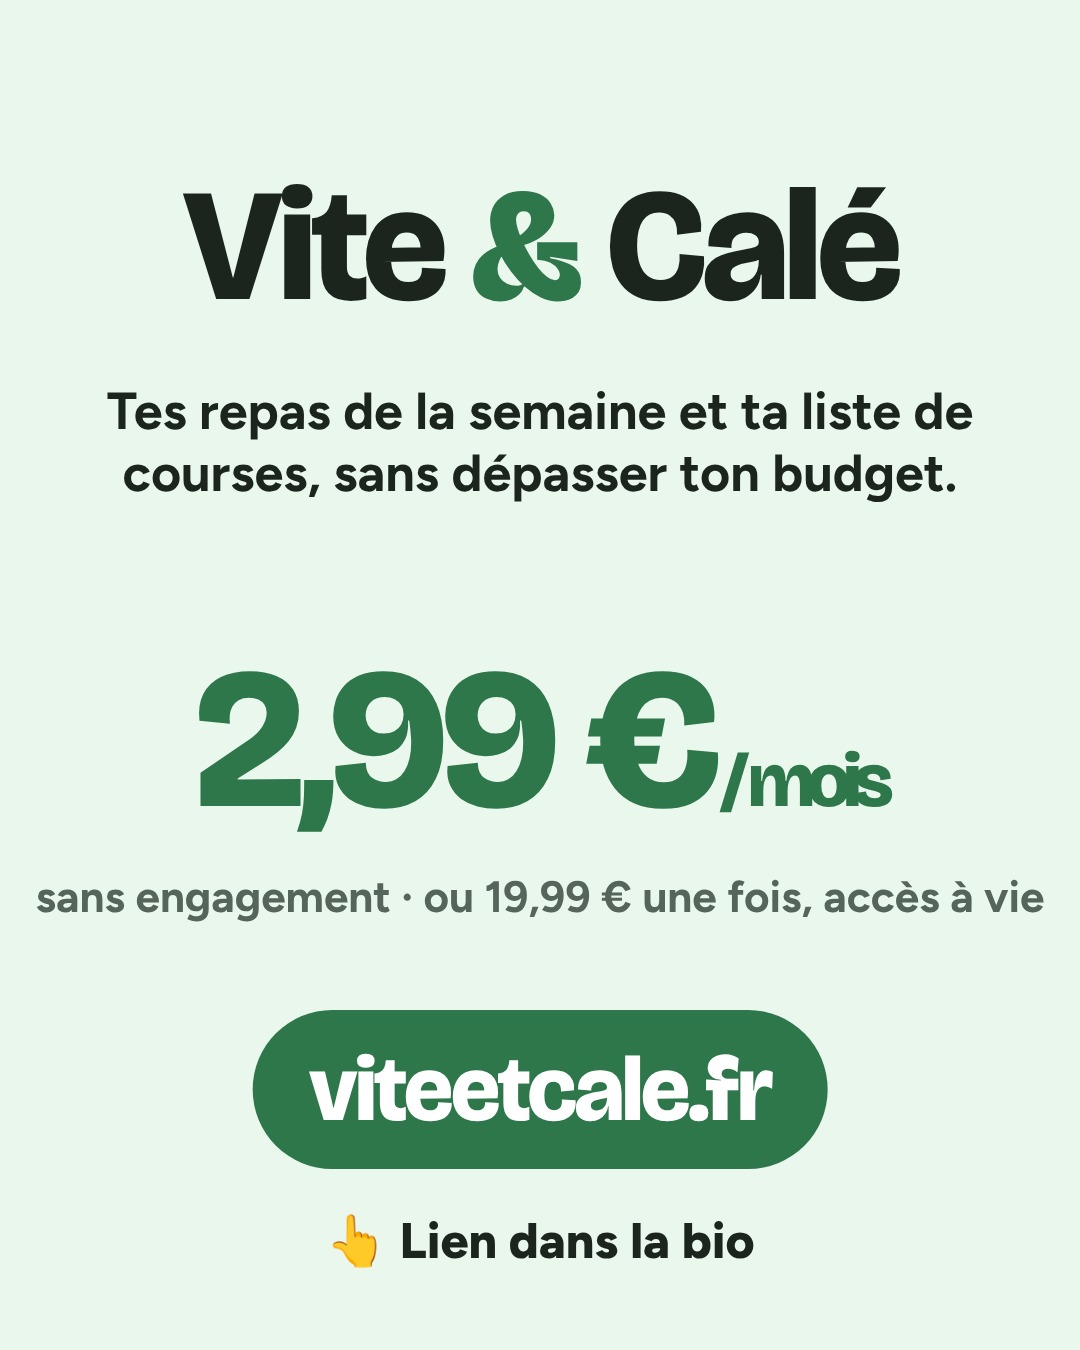 Vite & Calé
Tes repas de la semaine et ta liste de
courses, sans dépasser ton budget.
2,99 €/mois
sans engagement · ou 19,99 € une fois, accès à vie
viteetcale.fr
👆 Lien dans la bio